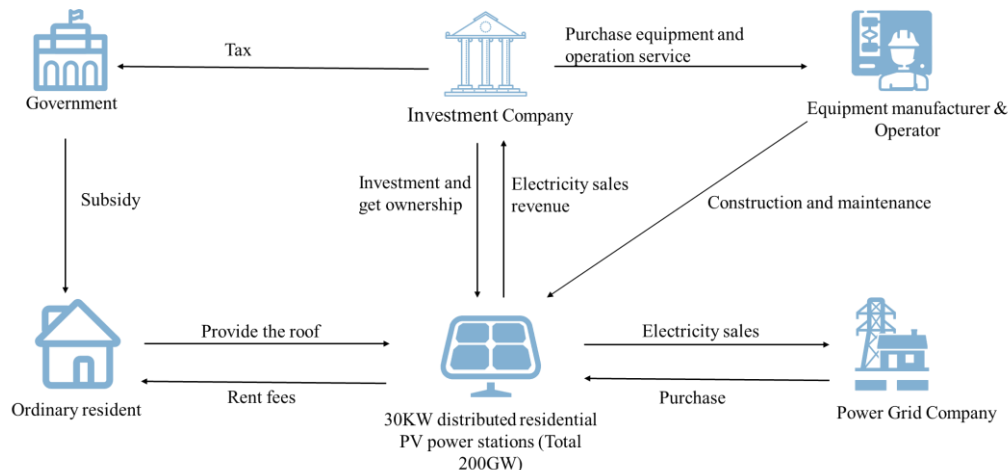 Tax
Purchase equipment and
operation service
Government
Investment Company
Equipment manufacturer &
Operator
Subsidy
Investment and
get ownership
Electricity sales
revenue
Construction and maintenance
Provide the roof
Electricity sales
Rent fees
Purchase
Ordinary resident
30KW distributed residential
PV power stations (Total
200GW)
Power Grid Company